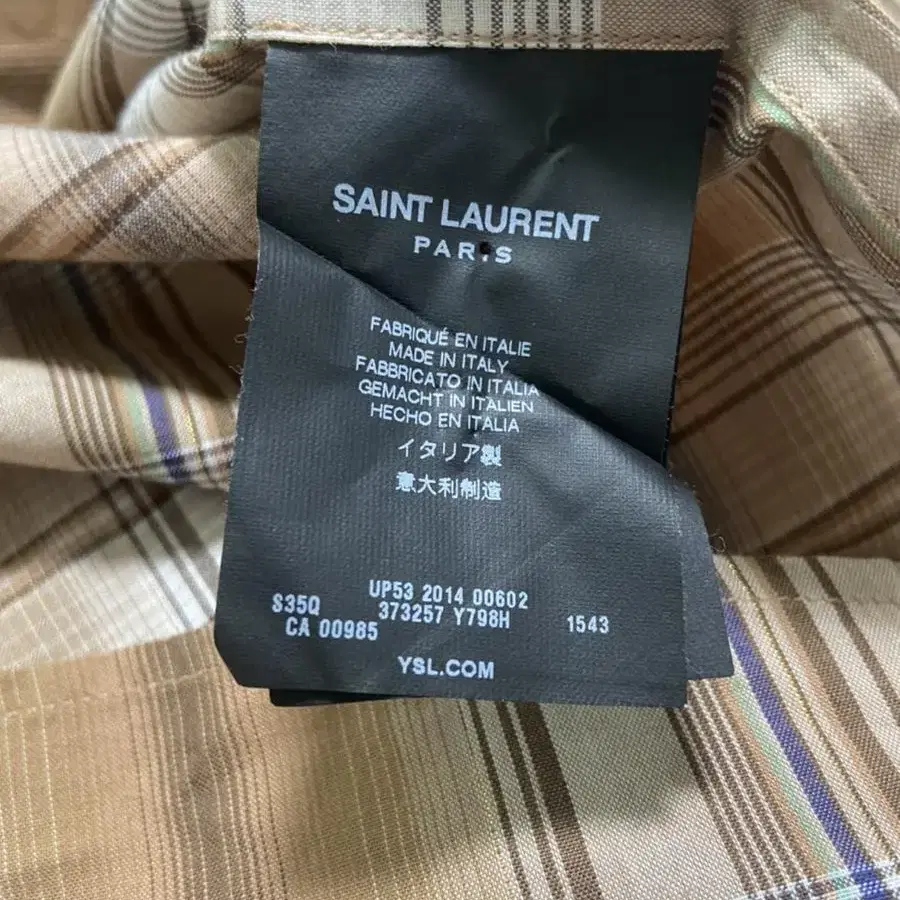 SAINT LAURENT
PARIS
FABRIQUÉ EN ITALIE
MADE IN ITALY
FABBRICATO IN ITALIA
GEMACHT IN ITALIEN
HECHO EN ITALIA
イタリア製
意大利制造
UP53 2014 00602
S35Q 373257 Y798H 1543
CA 00985
YSL.COM